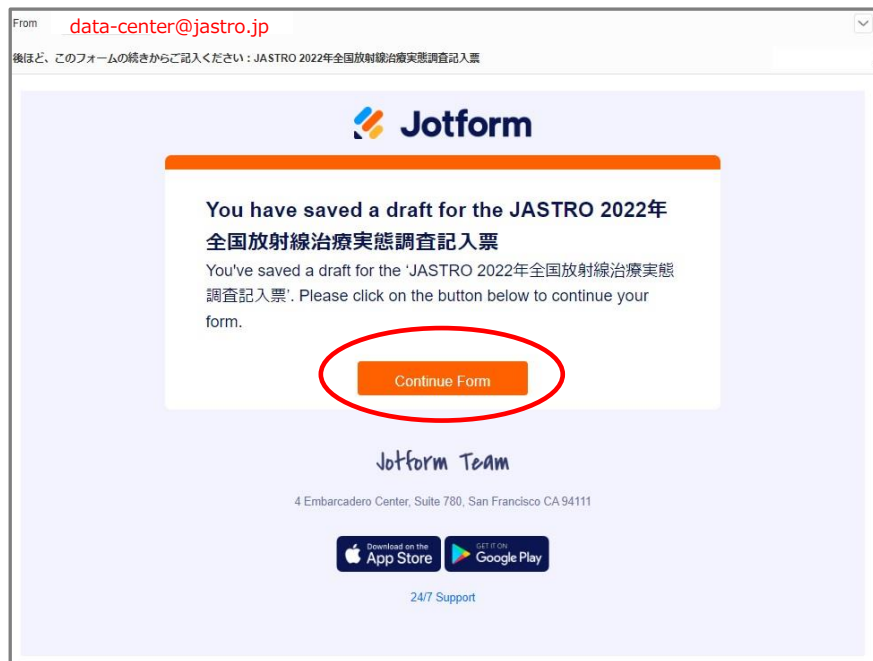 From data-center@jastro.jp
後ほど、このフォームの続きからご記入ください：JASTRO 2022年全国放射線治療実態調査記入票
Jotform
You have saved a draft for the JASTRO 2022年
全国放射線治療実態調査記入票
You've saved a draft for the ‘JASTRO 2022年全国放射線治療実態
調査記入票’. Please click on the button below to continue your
form.
Continue Form
Jotform Team
4 Embarcadero Center, Suite 780, San Francisco CA 94111
Download on the
App Store
GET IT ON
Google Play
24/7 Support